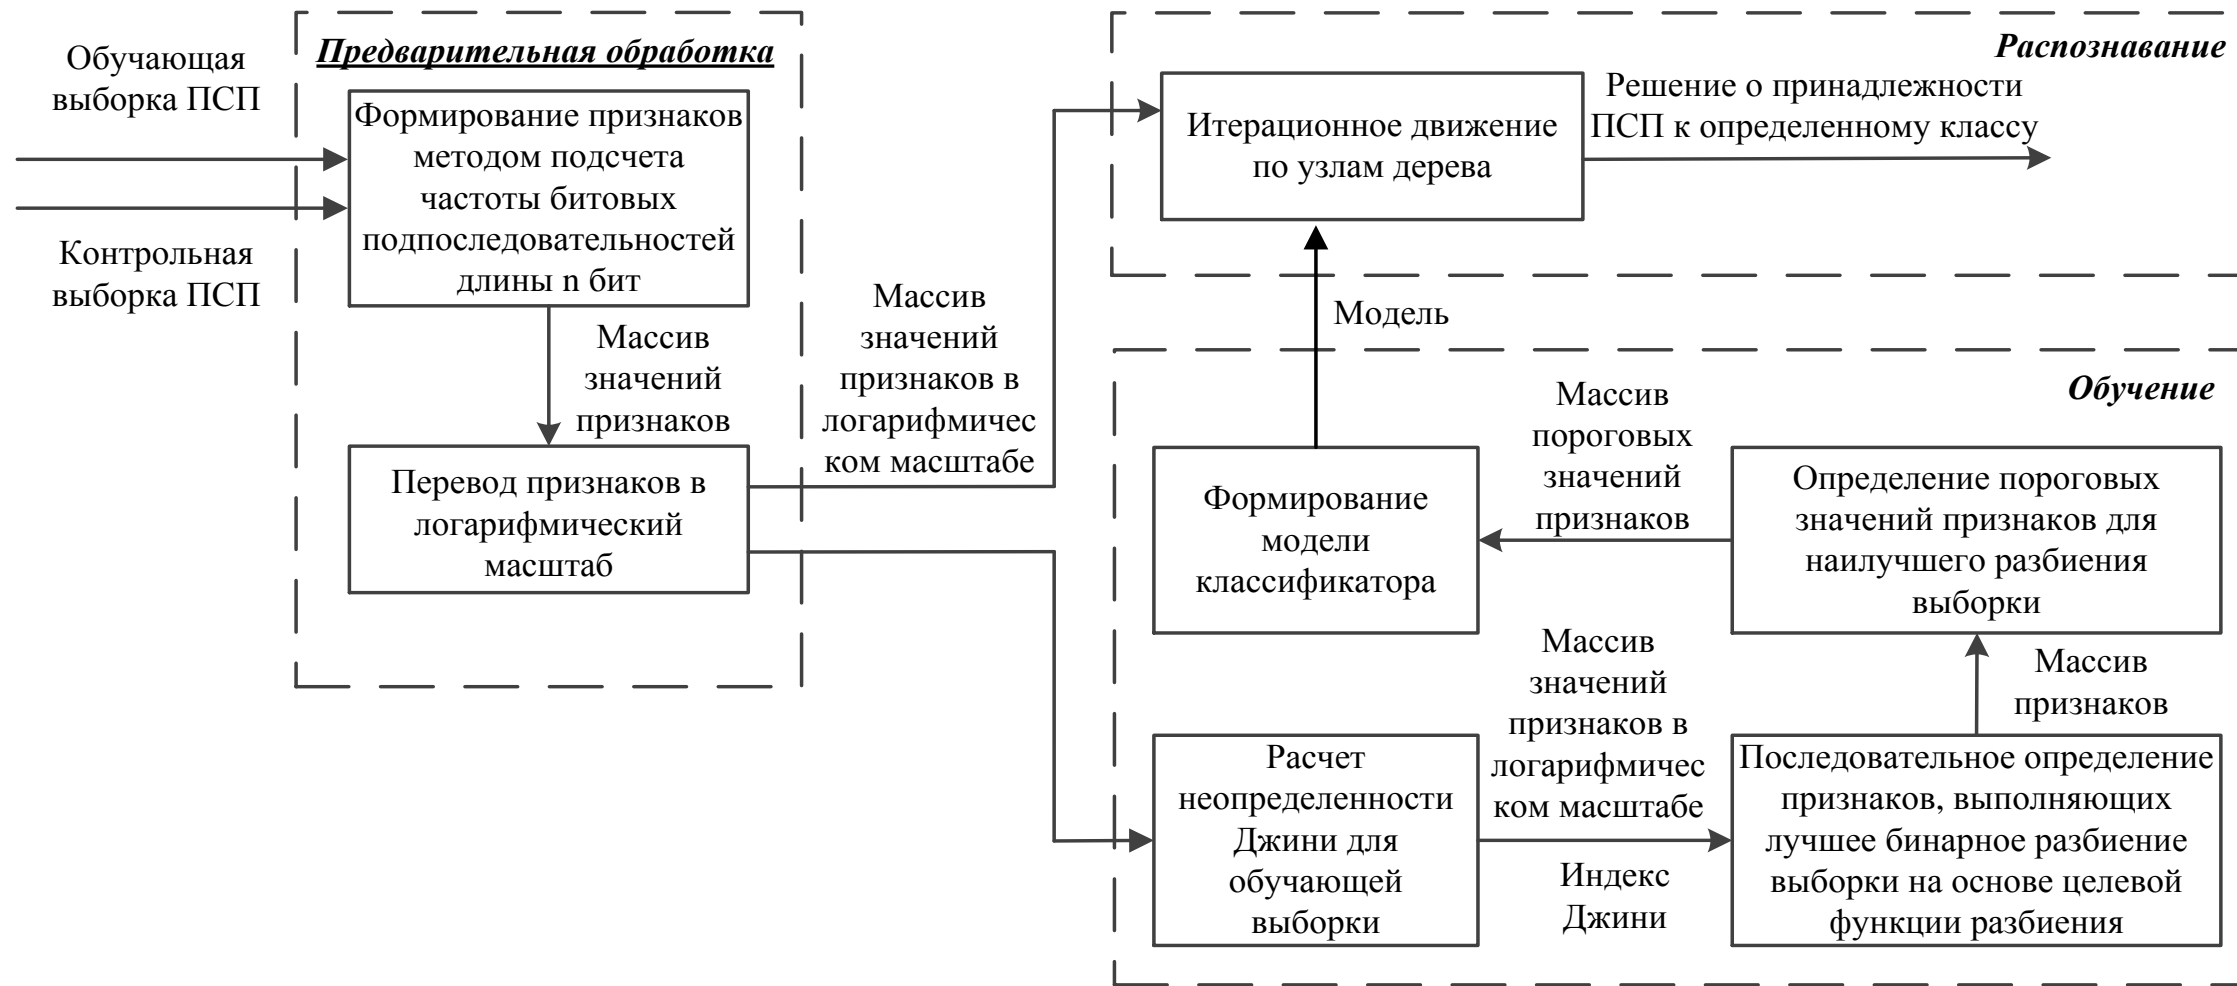 Обучающая
выборка ПСП
Контрольная
выборка ПСП
Предварительная обработка
Формирование признаков
методом подсчета
частоты битовых
подпоследовательностей
длины n бит
Массив
значений
признаков
Перевод признаков в
логарифмический
масштаб
Массив
значений
признаков в
логарифмичес
ком масштабе
Распознавание
Итерационное движение
по узлам дерева
Решение о принадлежности
ПСП к определенному классу
Модель
Обучение
Формирование
модели
классификатора
Массив
пороговых
значений
признаков
Определение пороговых
значений признаков для
наилучшего разбиения
выборки
Расчет
неопределенности
Джини для
обучающей
выборки
Массив
значений
признаков в
логарифмичес
ком масштабе
Индекс
Джини
Массив
признаков
Последовательное определение
признаков, выполняющих
лучшее бинарное разбиение
выборки на основе целевой
функции разбиения